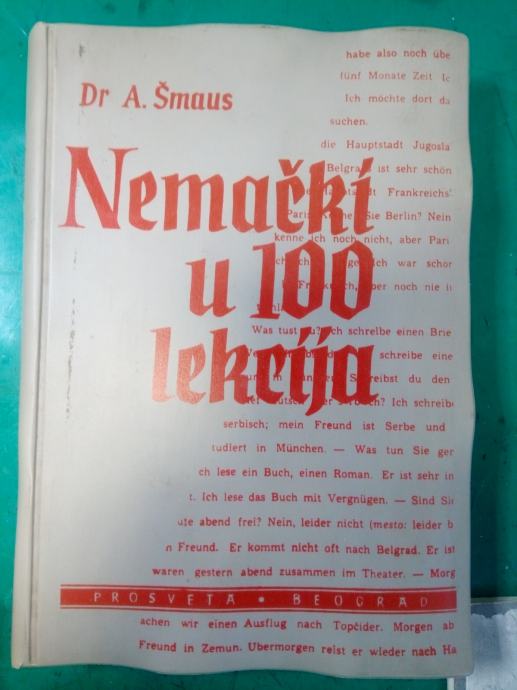 Dr A. Šmaus
Nemački
u 100
lekcija
habe also noch übe
fünf Monate Zeit
Ich möchte dort da
suchen.
die Hauptstadt Jugosla
Belgrad ist sehr schön
Frankreichs
Sie Berlin? Nein
kenne ich noch nicht, aber Pari
Ich war schon
aber noch nie
Was tust du? Ich schreibe einen Brie
schreibe eine
Schreibst du den
Ich schreibe
serbisch; mein Freund ist Serbe und
tudiert in München. — Was tun Sie ger
ch lese ein Buch, einen Roman. Er ist sehr in
t. Ich lese das Buch mit Vergnügen. — Sind Sie
ute abend frei? Nein, leider nicht (mesto: leider b
n Freund. Er kommt nicht oft nach Belgrad. Er ist
waren gestern abend zusammen im Theater. — Morg
PROSVETA • BEOGRAD
achen wir einen Ausflug nach Topčider. Morgen ab
Freund in Zemun. Übermorgen reist er wieder nach Ha